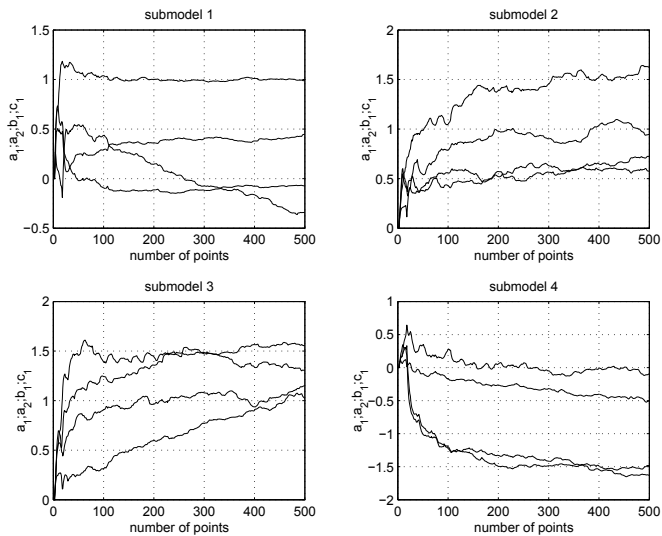 submodel 1
1.5
1
0.5
0
−0.5
a₁;a₂;b₁;c₁
0 100 200 300 400 500
number of points
submodel 2
2
1.5
1
0.5
0
a₁;a₂;b₁;c₁
0 100 200 300 400 500
number of points
submodel 3
2
1.5
1
0.5
0
a₁;a₂;b₁;c₁
0 100 200 300 400 500
number of points
submodel 4
1
0.5
0
−0.5
−1
−1.5
−2
a₁;a₂;b₁;c₁
0 100 200 300 400 500
number of points